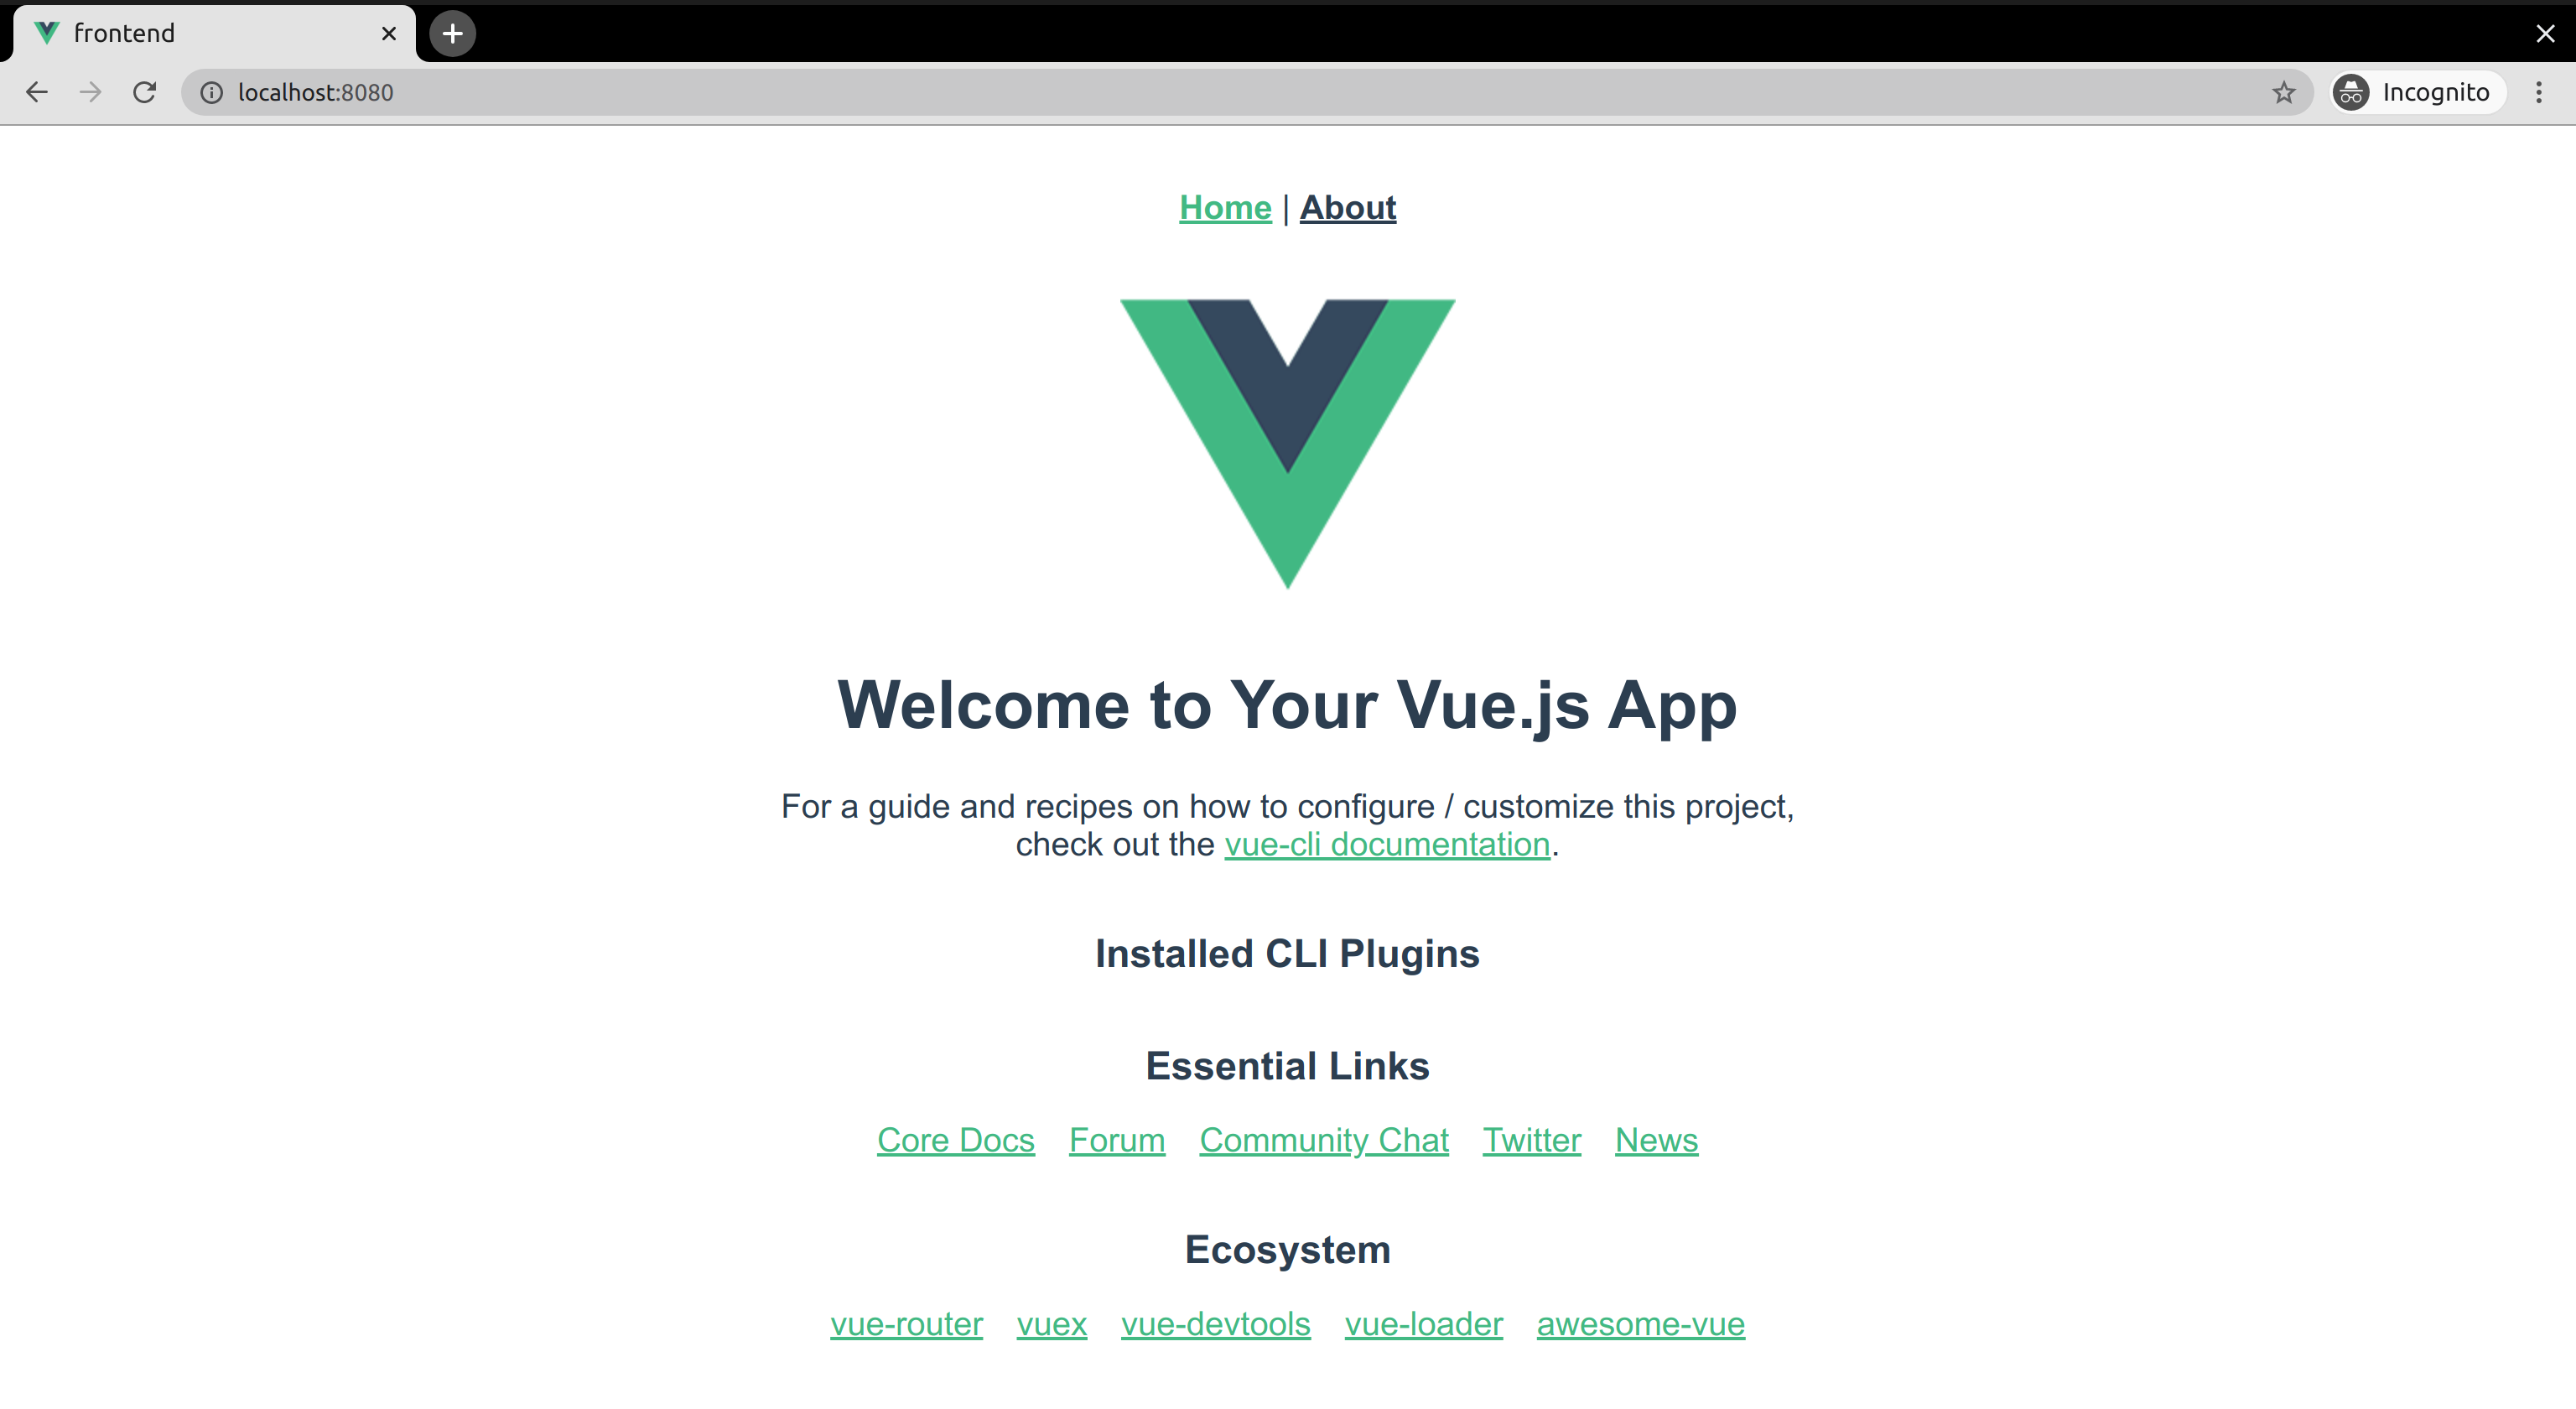 frontend
localhost:8080
Incognito
Home | About
Welcome to Your Vue.js App
For a guide and recipes on how to configure / customize this project,
check out the vue-cli documentation.
Installed CLI Plugins
Essential Links
Core Docs Forum Community Chat Twitter News
Ecosystem
vue-router vuex vue-devtools vue-loader awesome-vue